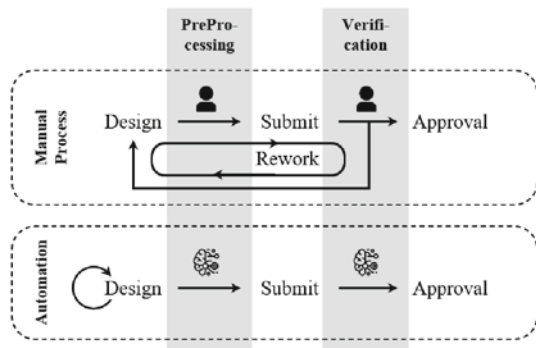 PrePro-
cessing
Verifi-
cation
Manual
Process
Design
Submit
Approval
Rework
Automation
Design
Submit
Approval